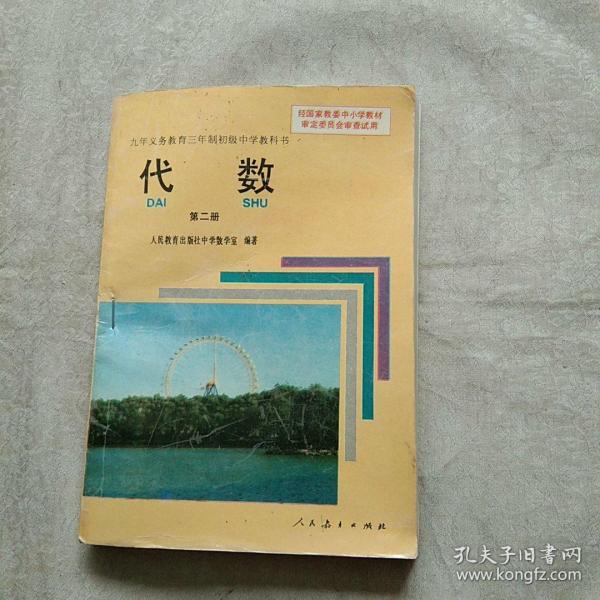 经国家教委中小学教材
审定委员会审查试用
九年义务教育三年制初级中学教科书
代 数
DAI SHU
第二册
人民教育出版社中学数学室 编著
人民教育出版社
孔夫子旧书网
www.kongfz.com